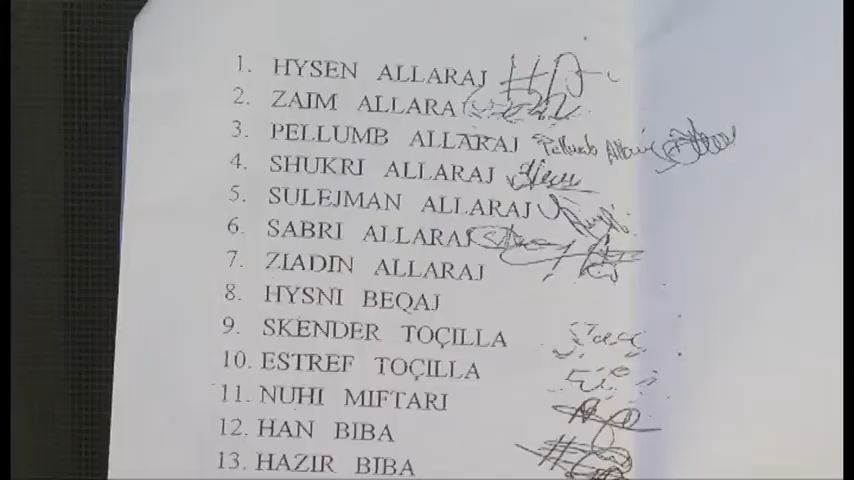 1. HYSEN ALLARAJ
2. ZAIM ALLARA
3. PELLUMB ALLARAJ Pellumb Allaraj
4. SHUKRI ALLARAJ
5. SULEJMAN ALLARAJ
6. SABRI ALLARAJ
7. ZIADIN ALLARAJ
8. HYSNI BEQAJ
9. SKENDER TOÇILLA
10. ESTREF TOÇILLA
11. NUHI MIFTARI
12. HAN BIBA
13. HAZIR BIBA